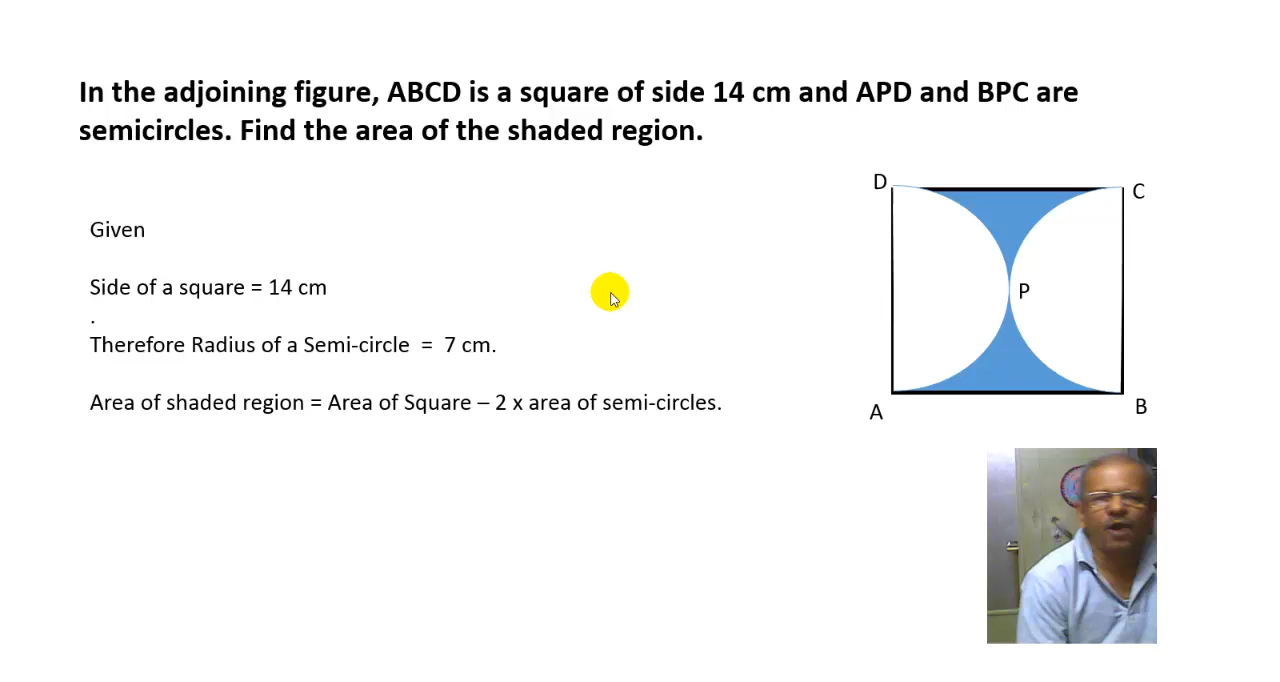 In the adjoining figure, ABCD is a square of side 14 cm and APD and BPC are
semicircles. Find the area of the shaded region.
D
C
Given
Side of a square = 14 cm
.
P
Therefore Radius of a Semi-circle  =  7 cm.
Area of shaded region = Area of Square – 2 x area of semi-circles.
A
B